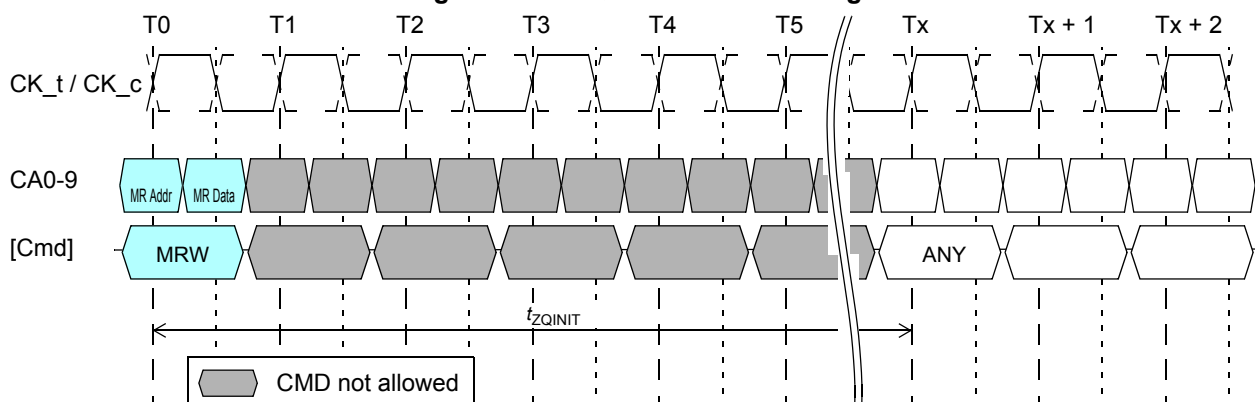 T0 T1 T2 T3 T4 T5 Tx Tx + 1 Tx + 2
CK_t / CK_c
CA0-9 MR Addr MR Data
[Cmd] MRW ANY
tZQINIT
CMD not allowed